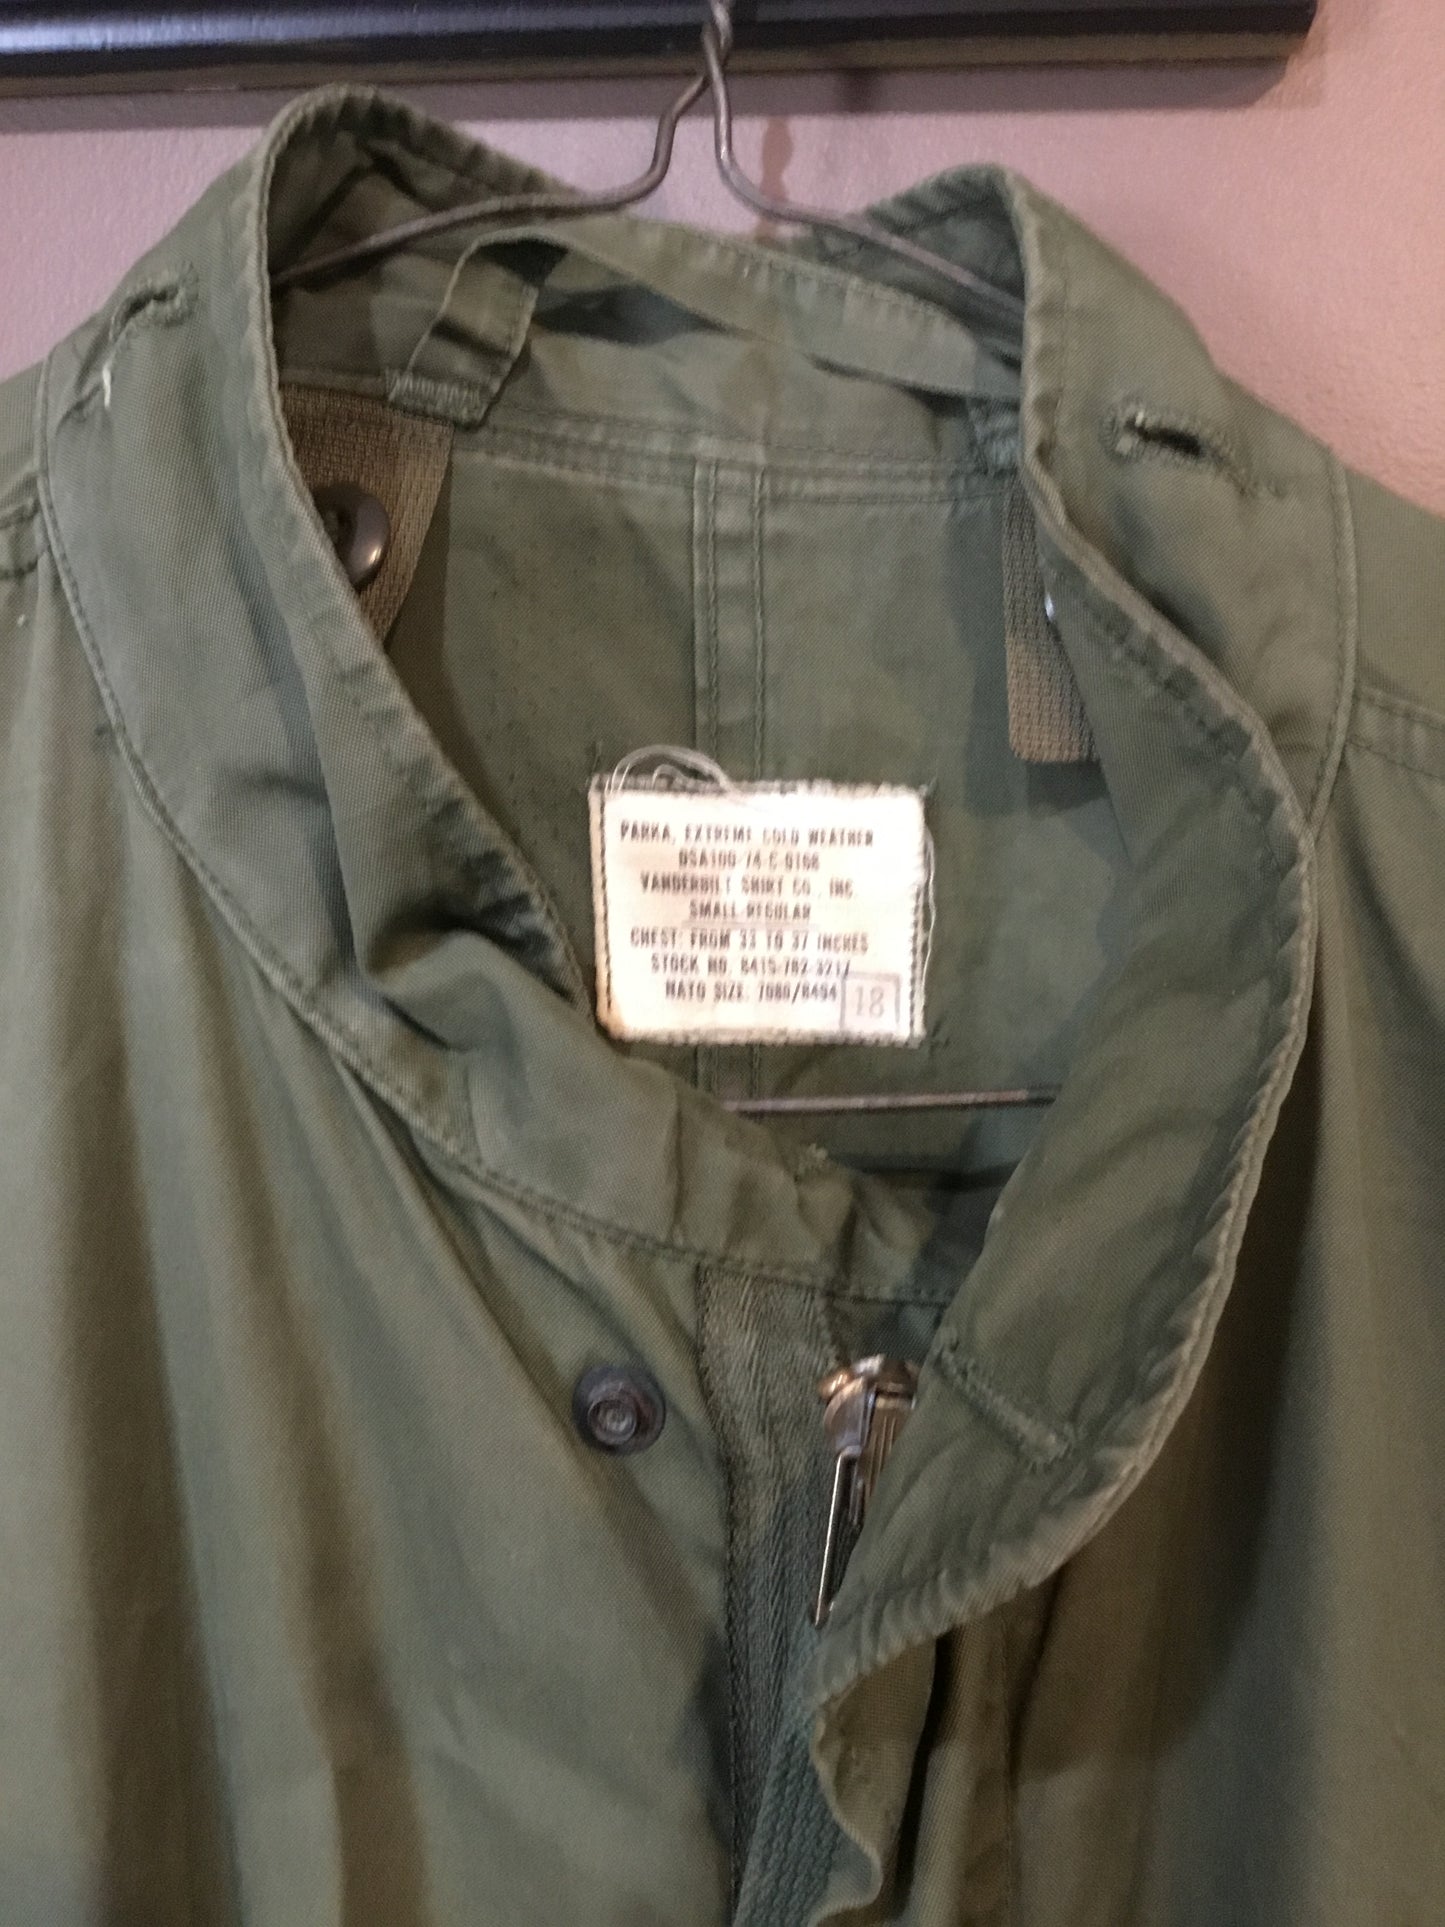 PARKA, EXTREME COLD WEATHER
DSA100-74-C-0168
VANDERBILT SHIRT CO., INC.
SMALL-REGULAR
CHEST: FROM 33 TO 37 INCHES
STOCK NO. 8415-782-3217
NATO SIZE: 7080/8494
18